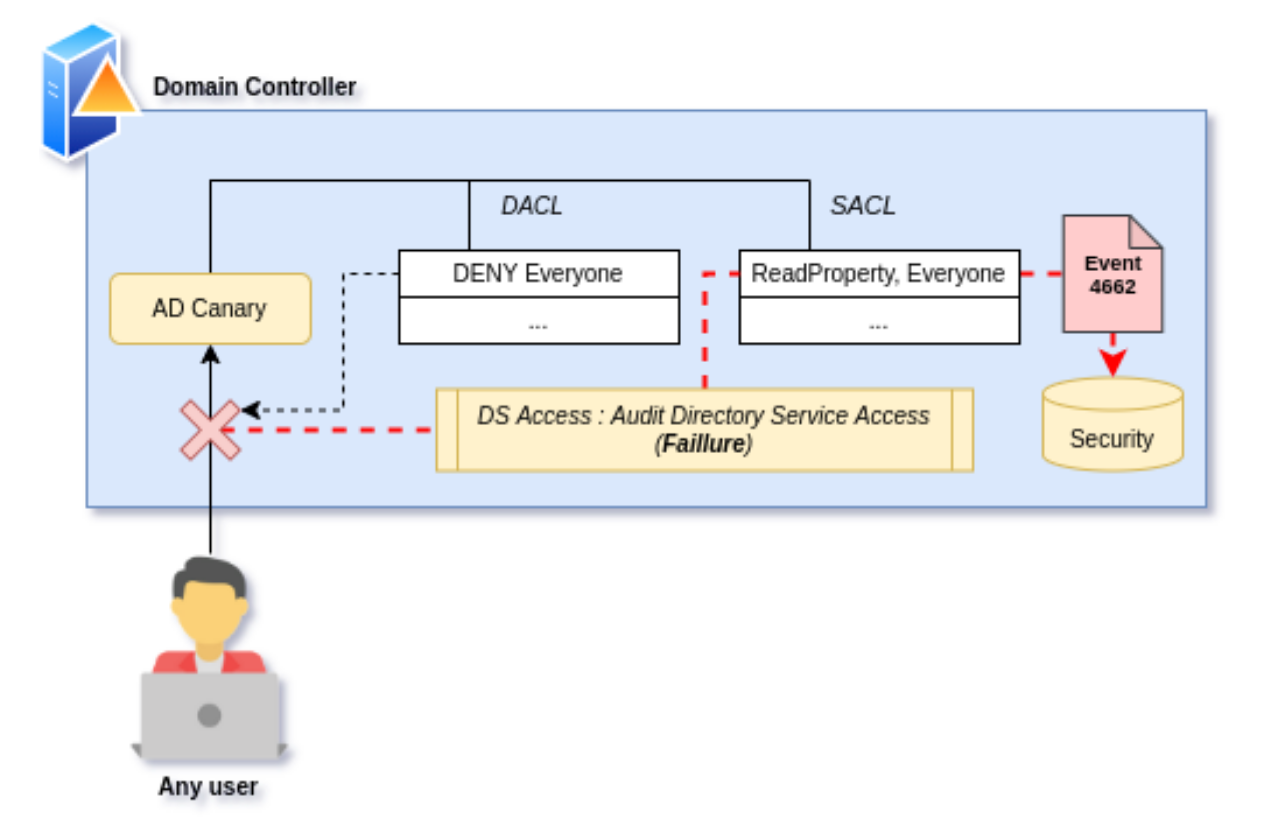 Domain Controller
DACL
SACL
AD Canary
DENY Everyone
...
ReadProperty, Everyone
...
Event
4662
DS Access : Audit Directory Service Access
(Faillure)
Security
Any user